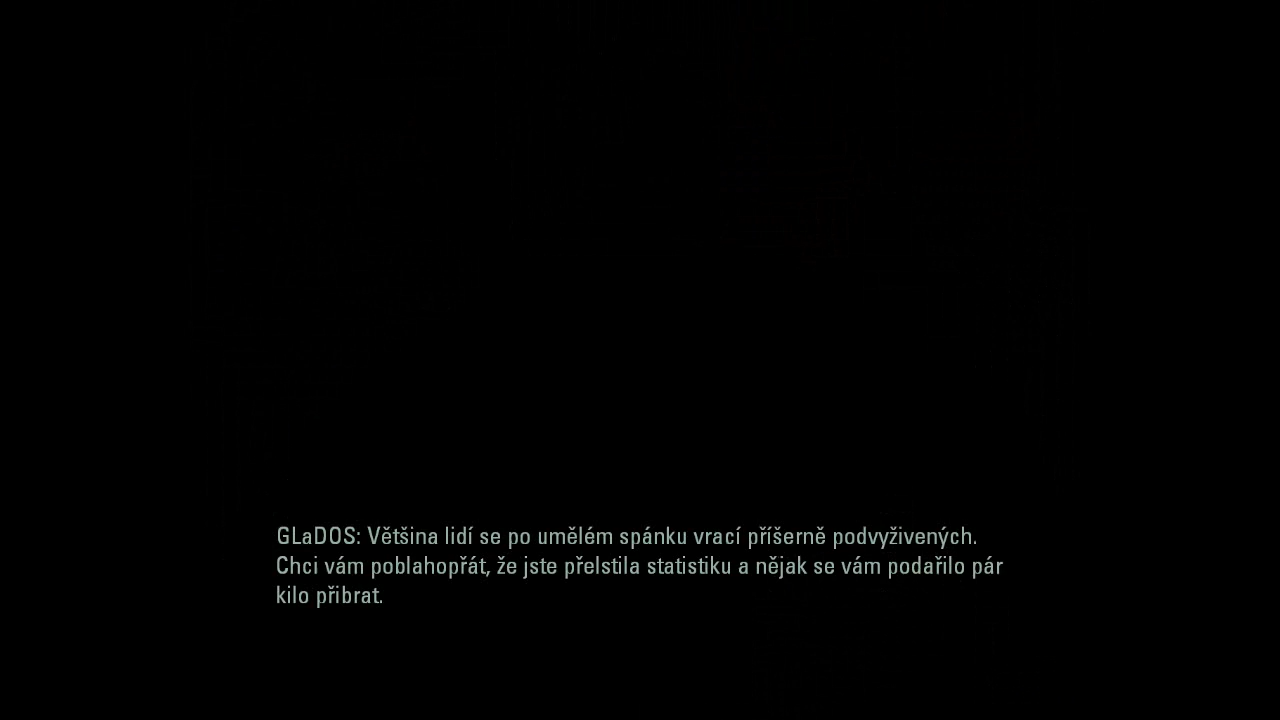 GLaDOS: Většina lidí se po umělém spánku vrací příšerně podvyživených.
Chci vám poblahopřát, že jste přelstila statistiku a nějak se vám podařilo pár
kilo přibrat.